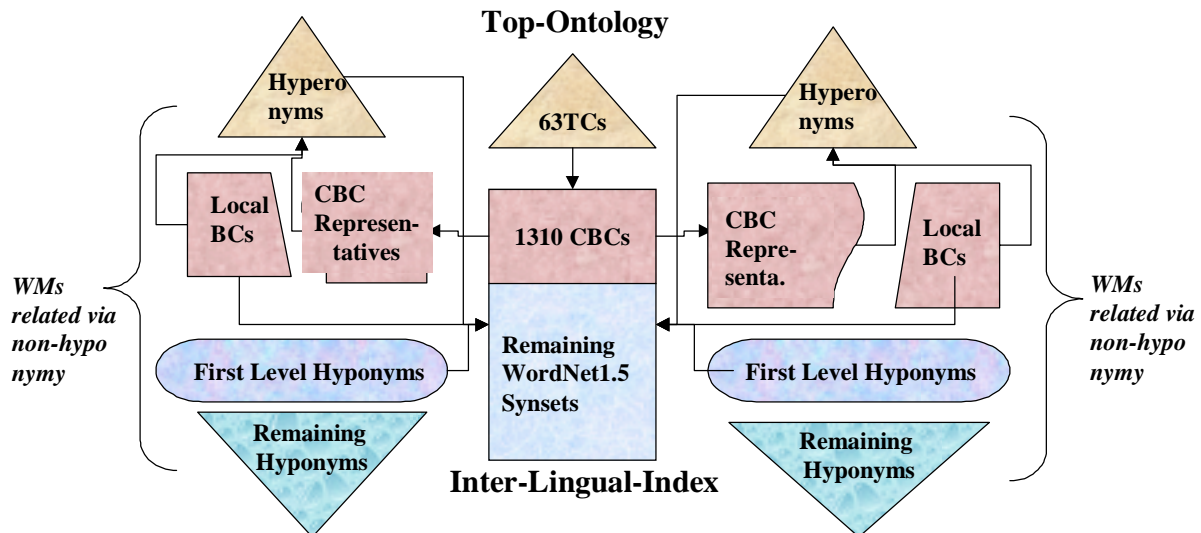 Top-Ontology
Hypero
nyms
63TCs
Hypero
nyms
Local
BCs
CBC
Represen-
tatives
1310 CBCs
CBC
Repre-
senta.
Local
BCs
WMs
related via
non-hypo
nymy
First Level Hyponyms
Remaining
WordNet1.5
Synsets
First Level Hyponyms
WMs
related via
non-hypo
nymy
Remaining
Hyponyms
Remaining
Hyponyms
Inter-Lingual-Index